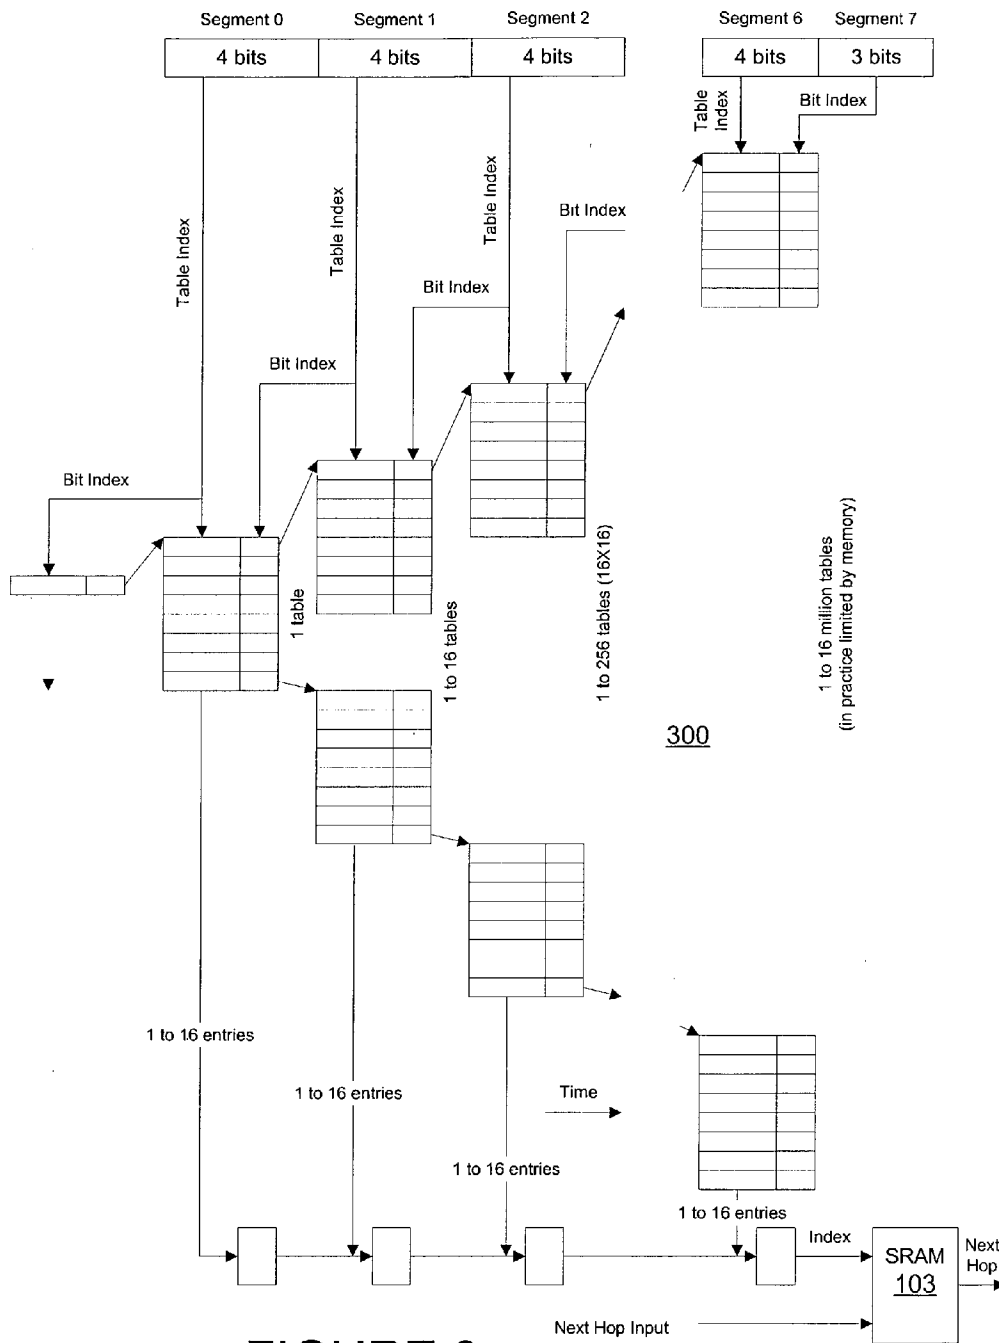 Segment 0
Segment 1
Segment 2
Segment 6
Segment 7
4 bits
4 bits
4 bits
4 bits
3 bits
Table Index
Bit Index
Table Index
Table Index
Table Index
Bit Index
Bit Index
Bit Index
Bit Index
1 table
1 to 16 tables
1 to 256 tables (16X16)
1 to 16 million tables
(in practice limited by memory)
300
1 to 16 entries
1 to 16 entries
Time
1 to 16 entries
1 to 16 entries
Index
SRAM
103
Next
Hop
Next Hop Input
FIGURE